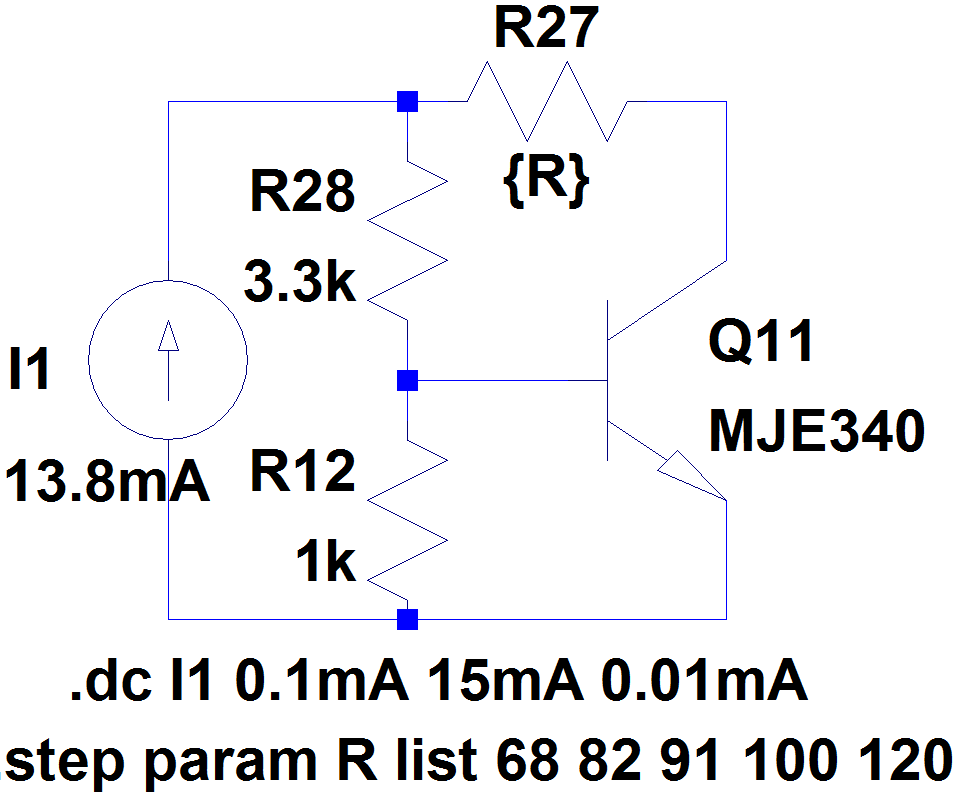 R27
{R}
R28
3.3k
I1
13.8mA
Q11
MJE340
R12
1k
.dc I1 0.1mA 15mA 0.01mA
.step param R list 68 82 91 100 120